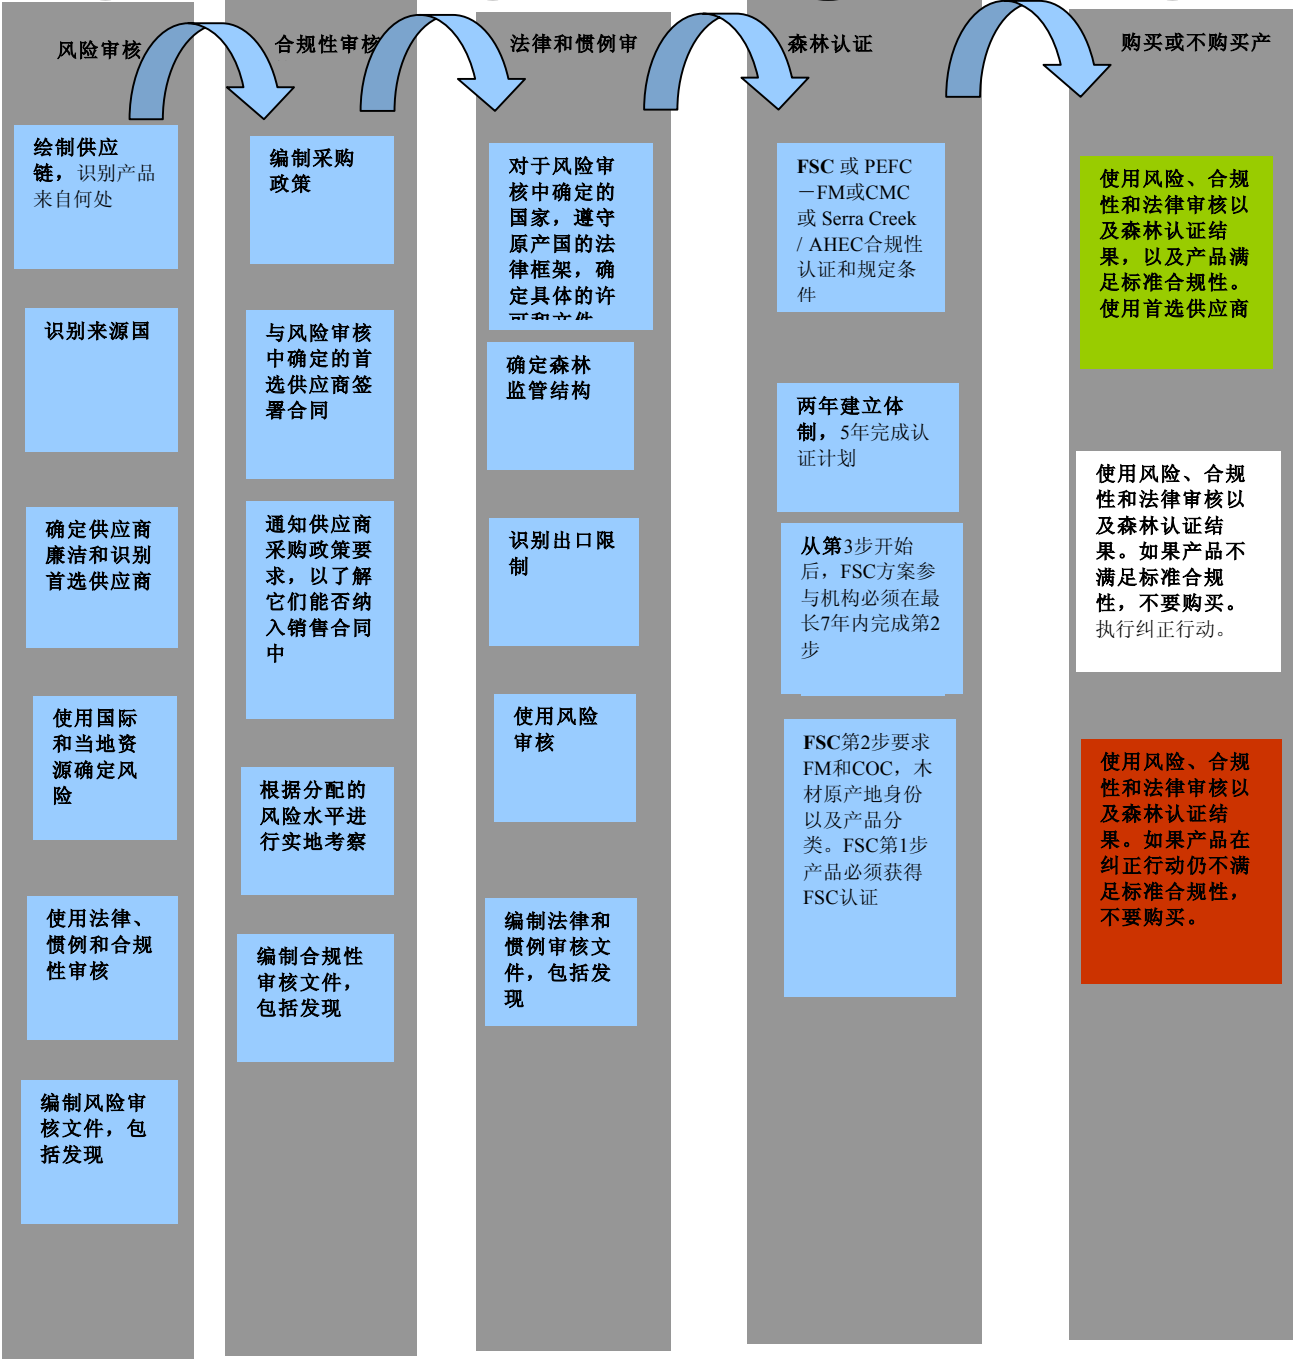 风险审核
绘制供应
链，识别产品
来自何处
识别来源国
确定供应商
廉洁和识别
首选供应商
使用国际
和当地资
源确定风
险
使用法律、
惯例和合规
性审核
编制风险审
核文件，包
括发现
合规性审核
编制采购
政策
与风险审核
中确定的首
选供应商签
署合同
通知供应商
采购政策要
求，以了解
它们能否纳
入销售合同
中
根据分配的
风险水平进
行实地考察
编制合规性
审核文件，
包括发现
法律和惯例审
对于风险审
核中确定的
国家，遵守
原产国的法
律框架，确
定具体的许
可和文件
确定森林
监管结构
识别出口限
制
使用风险
审核
编制法律和
惯例审核文
件，包括发
现
森林认证
FSC 或 PEFC
－FM或CMC
或 Serra Creek
/ AHEC合规性
认证和规定条
件
两年建立体
制，5年完成认
证计划
从第3步开始
后，FSC方案参
与机构必须在最
长7年内完成第2
步
FSC第2步要求
FM和COC，木
材原产地身份
以及产品分
类。FSC第1步
产品必须获得
FSC认证
购买或不购买产
使用风险、合规
性和法律审核以
及森林认证结
果，以及产品满
足标准合规性。
使用首选供应商
使用风险、合规
性和法律审核以
及森林认证结
果。如果产品不
满足标准合规
性，不要购买。
执行纠正行动。
使用风险、合规
性和法律审核以
及森林认证结
果。如果产品在
纠正行动仍不满
足标准合规性，
不要购买。